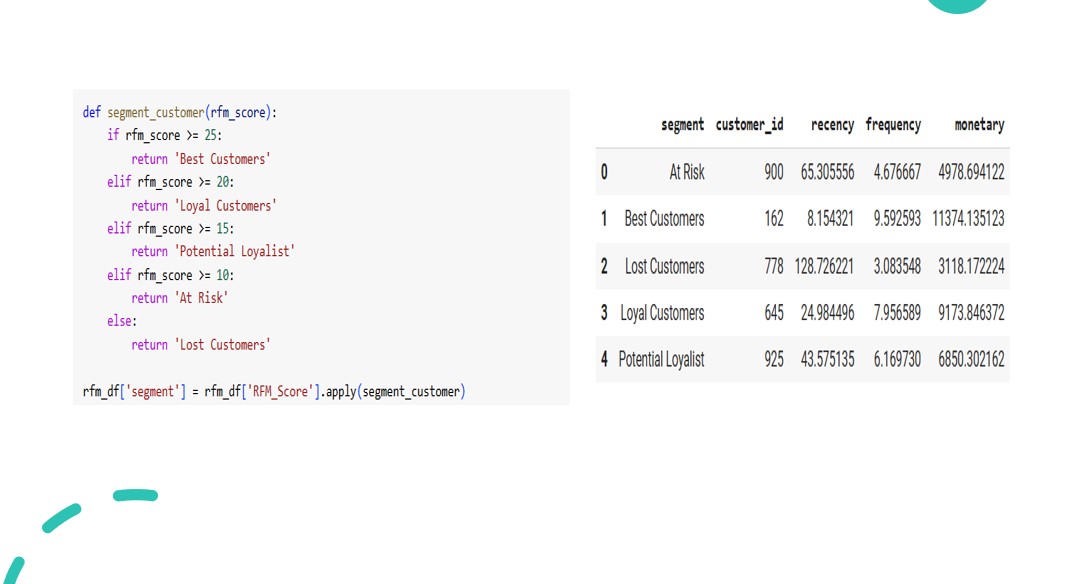 def segment_customer(rfm_score):
    if rfm_score >= 25:
        return 'Best Customers'
    elif rfm_score >= 20:
        return 'Loyal Customers'
    elif rfm_score >= 15:
        return 'Potential Loyalist'
    elif rfm_score >= 10:
        return 'At Risk'
    else:
        return 'Lost Customers'
rfm_df['segment'] = rfm_df['RFM_Score'].apply(segment_customer)
segment customer_id recency frequency monetary
0 At Risk 900 65.305556 4.676667 4978.694122
1 Best Customers 162 8.154321 9.592593 11374.135123
2 Lost Customers 778 128.726221 3.083548 3118.172224
3 Loyal Customers 645 24.984496 7.956589 9173.846372
4 Potential Loyalist 925 43.575135 6.169730 6850.302162